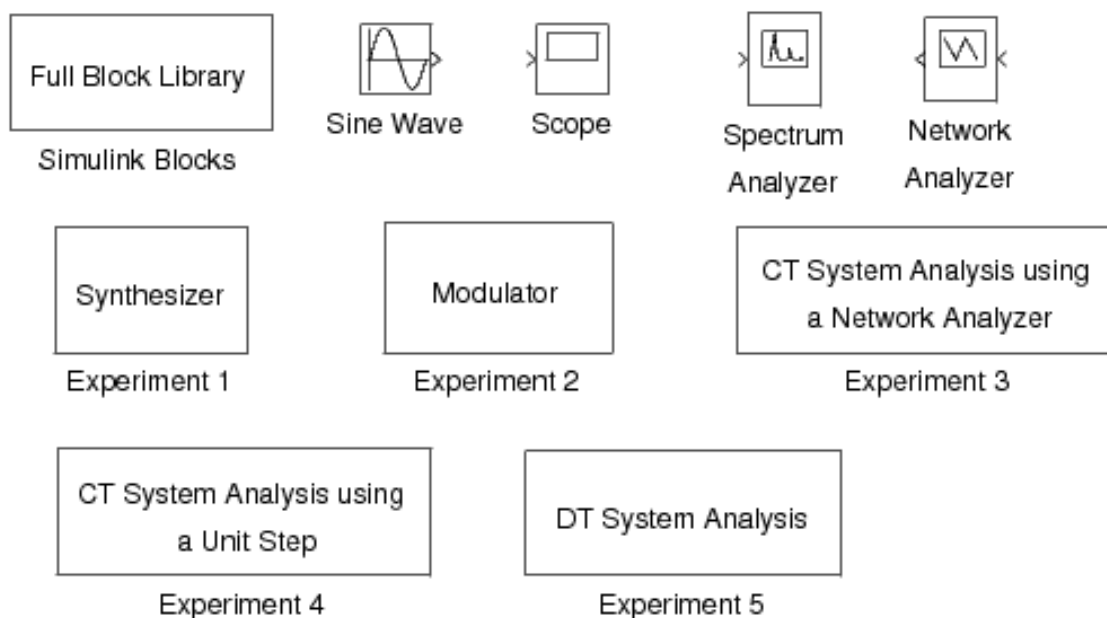 Full Block Library
Simulink Blocks
Sine Wave
Scope
Spectrum
Analyzer
Network
Analyzer
Synthesizer
Experiment 1
Modulator
Experiment 2
CT System Analysis using
a Network Analyzer
Experiment 3
CT System Analysis using
a Unit Step
Experiment 4
DT System Analysis
Experiment 5